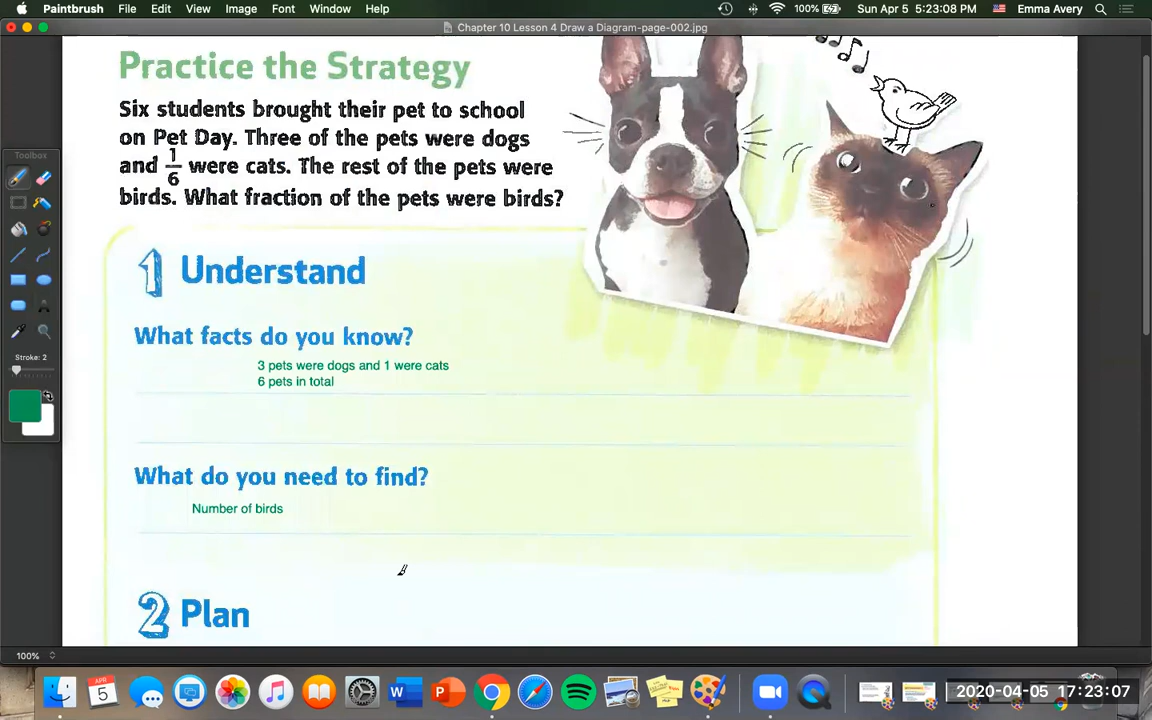 Paintbrush File Edit View Image Font Window Help 100% Sun Apr 5 5:23:08 PM Emma Avery
Chapter 10 Lesson 4 Draw a Diagram-page-002.jpg
Toolbox
Stroke: 2
Practice the Strategy
Six students brought their pet to school
on Pet Day. Three of the pets were dogs
and 1/6 were cats. The rest of the pets were
birds. What fraction of the pets were birds?
1 Understand
What facts do you know?
3 pets were dogs and 1 were cats
6 pets in total
What do you need to find?
Number of birds
2 Plan
100%
APR
5
2020-04-05 17:23:07